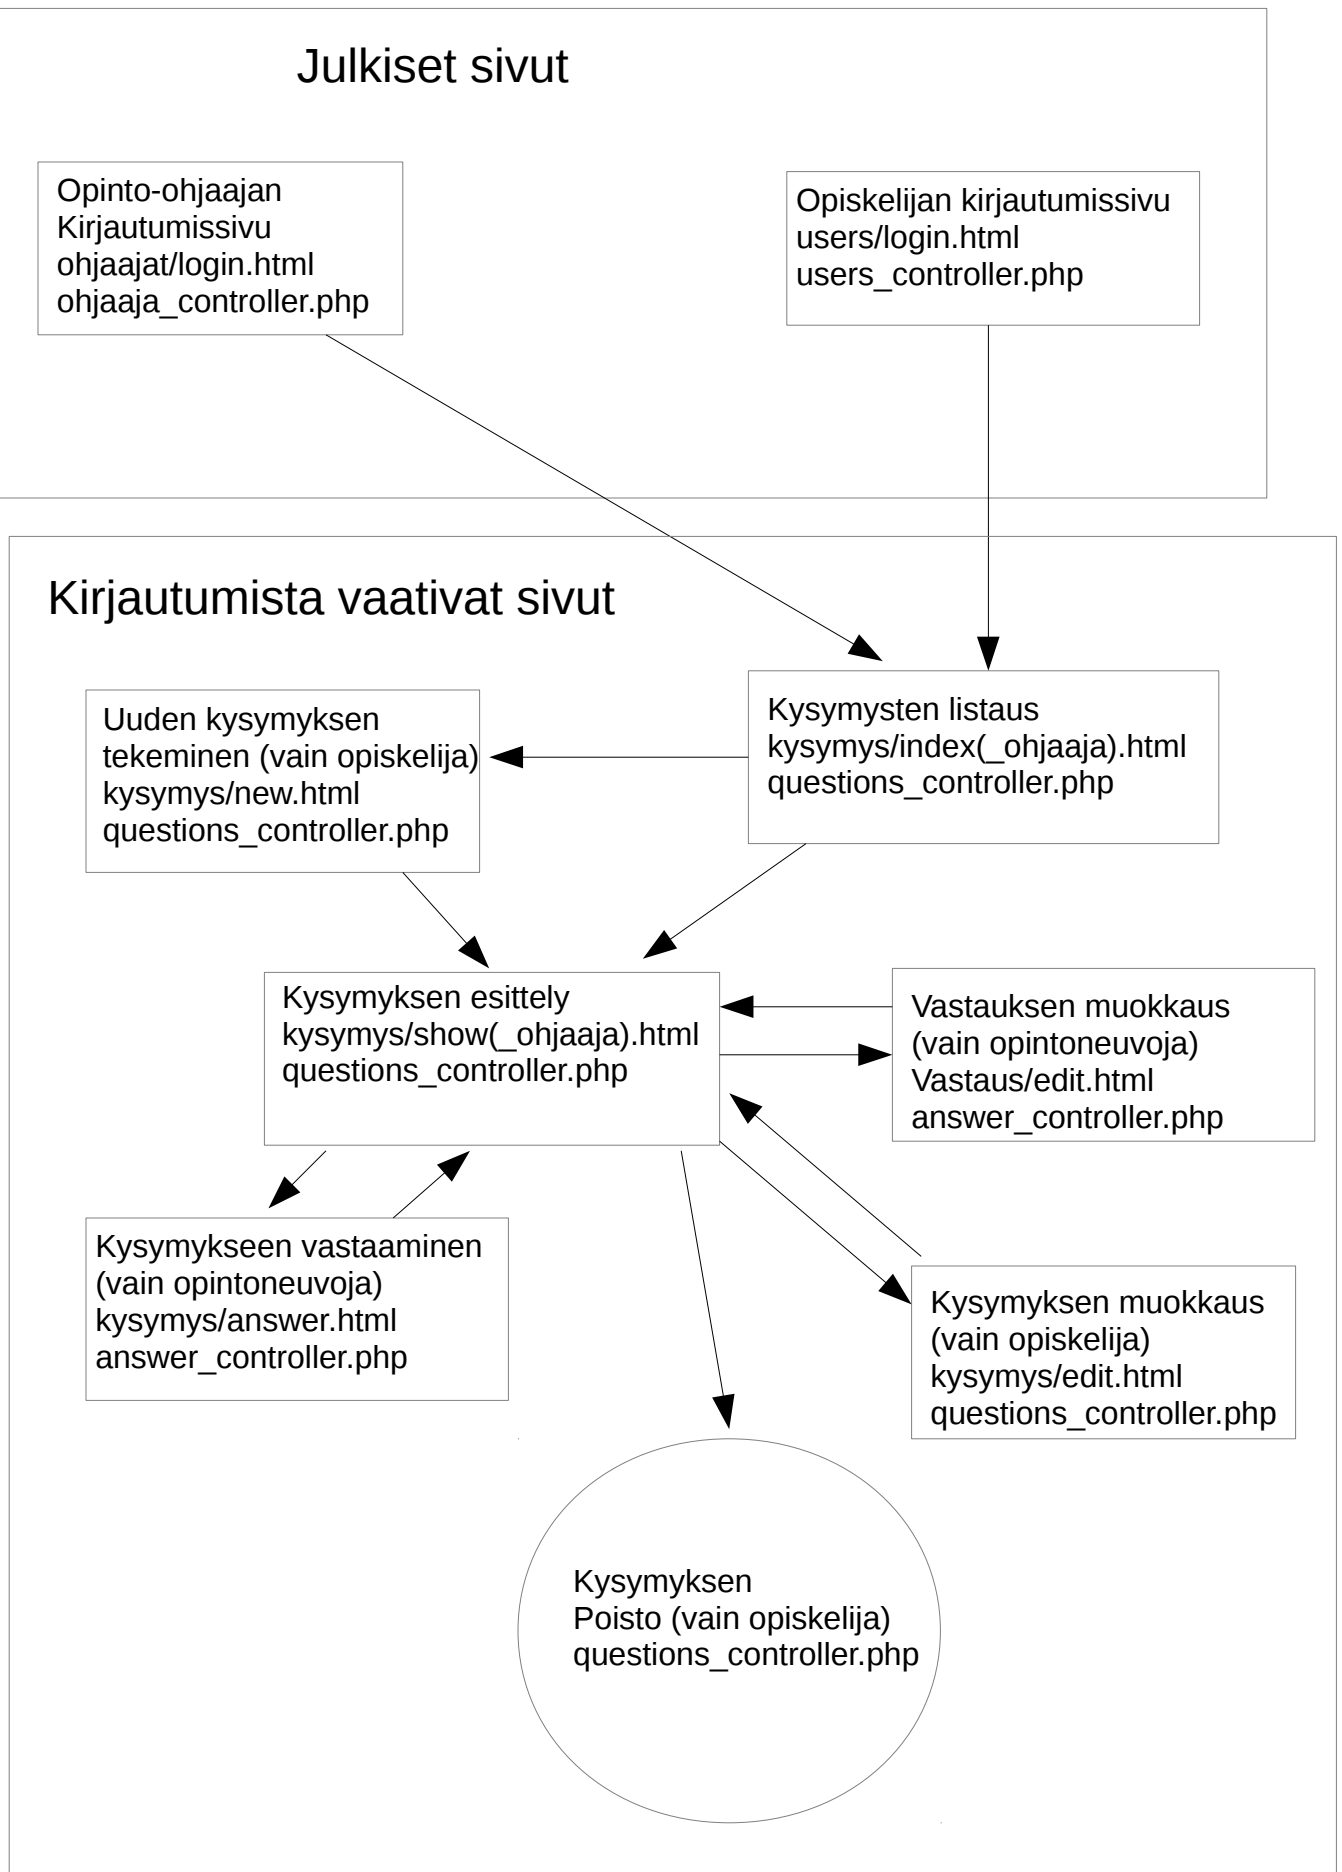 Julkiset sivut
Opinto-ohjaajan
Kirjautumissivu
ohjaajat/login.html
ohjaaja_controller.php
Opiskelijan kirjautumissivu
users/login.html
users_controller.php
Kirjautumista vaativat sivut
Uuden kysymyksen
tekeminen (vain opiskelija)
kysymys/new.html
questions_controller.php
Kysymysten listaus
kysymys/index(_ohjaaja).html
questions_controller.php
Kysymyksen esittely
kysymys/show(_ohjaaja).html
questions_controller.php
Vastauksen muokkaus
(vain opintoneuvoja)
Vastaus/edit.html
answer_controller.php
Kysymykseen vastaaminen
(vain opintoneuvoja)
kysymys/answer.html
answer_controller.php
Kysymyksen muokkaus
(vain opiskelija)
kysymys/edit.html
questions_controller.php
Kysymyksen
Poisto (vain opiskelija)
questions_controller.php